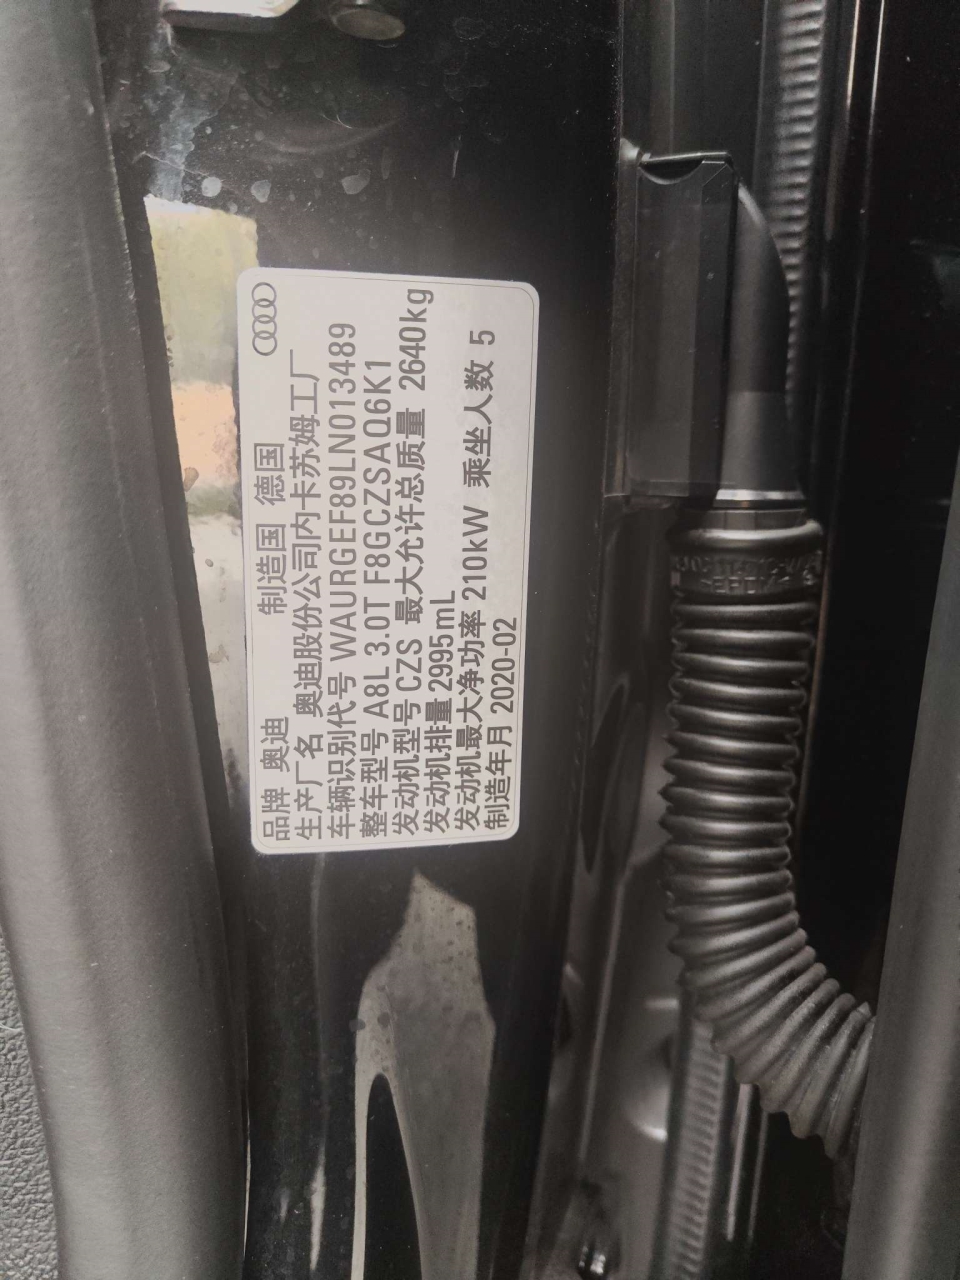 品牌 奥迪 制造国 德国
生产厂名 奥迪股份公司内卡苏姆工厂
车辆识别代号 WAURGEF89LN013489
整车型号 A8L 3.0T F8GCZSAQ6K1
发动机型号 CZS 最大允许总质量 2640kg
发动机排量 2995mL
发动机最大净功率 210kW 乘坐人数 5
制造年月 2020-02